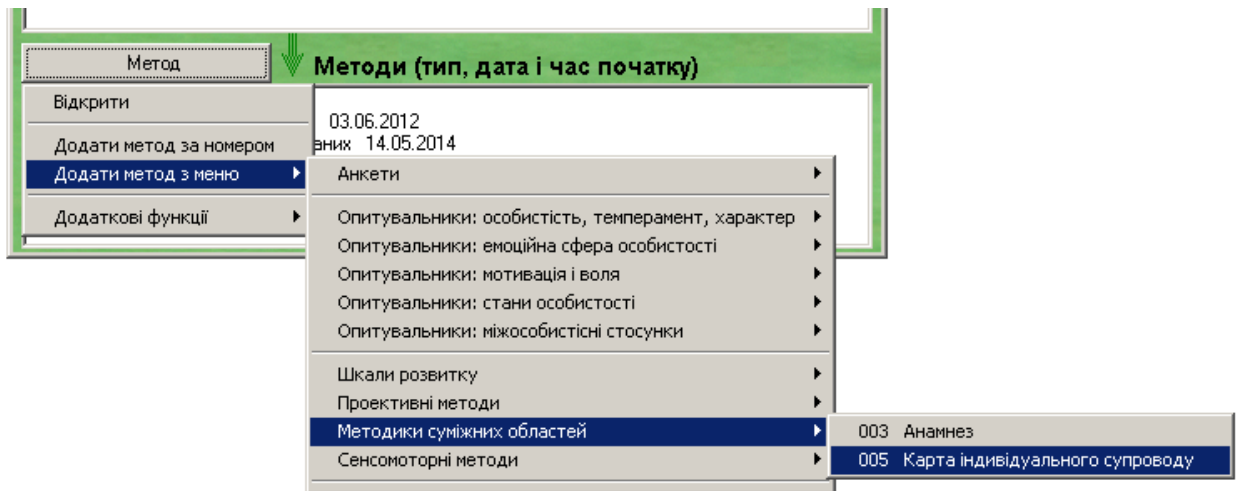 Метод
Методи (тип, дата і час початку)
Відкрити
03.06.2012
Додати метод за номером
аних 14.05.2014
Додати метод з меню
Анкети
Додаткові функції
Опитувальники: особистість, темперамент, характер
Опитувальники: емоційна сфера особистості
Опитувальники: мотивація і воля
Опитувальники: стани особистості
Опитувальники: міжособистісні стосунки
Шкали розвитку
Проективні методи
Методики суміжних областей
003 Анамнез
Сенсомоторні методи
005 Карта індивідуального супроводу